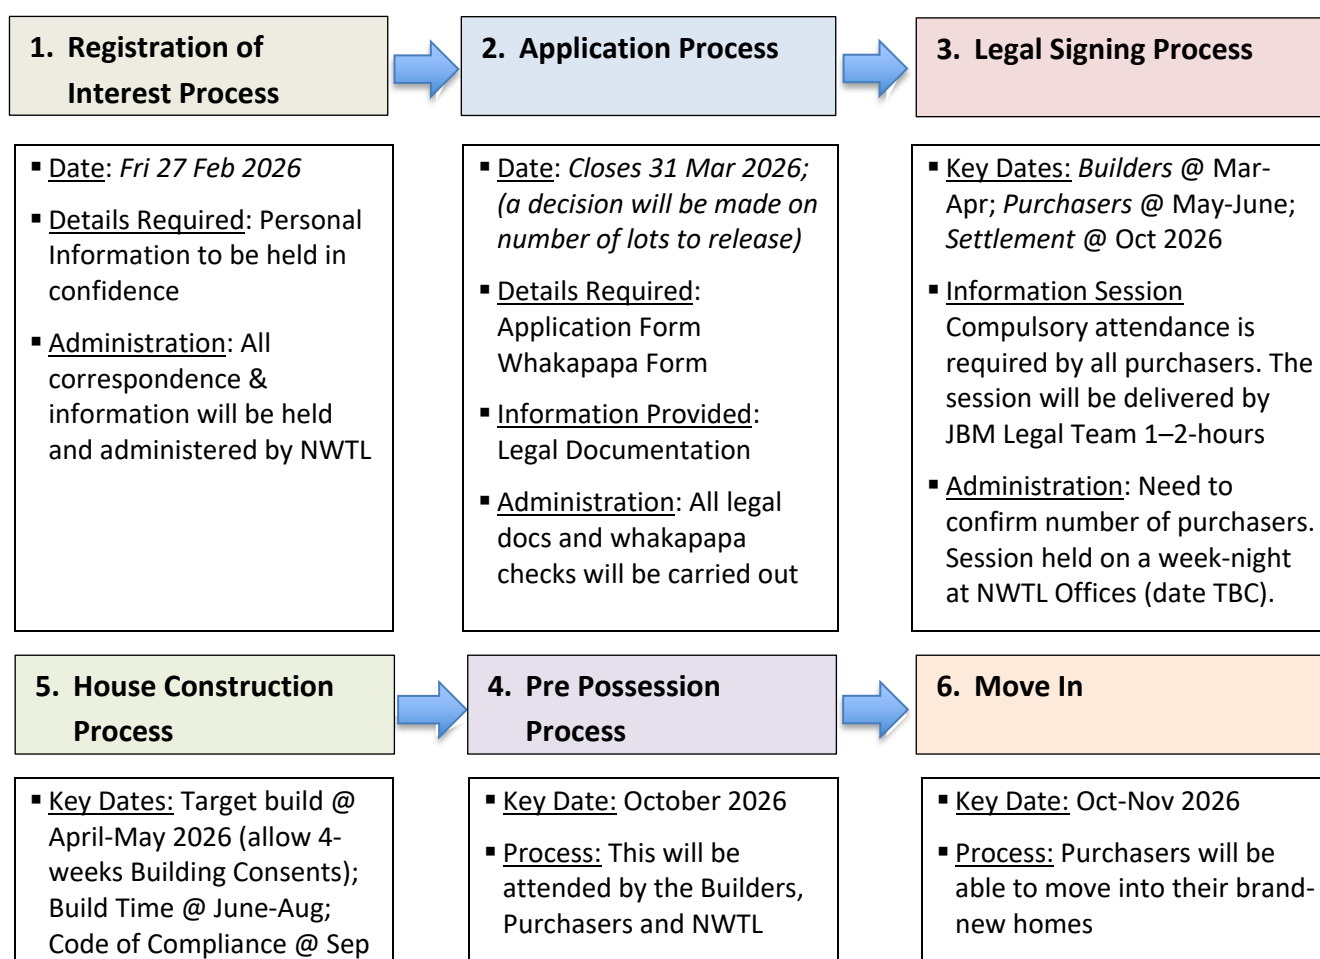 1. Registration of
Interest Process
2. Application Process
3. Legal Signing Process
▪ Date: Fri 27 Feb 2026
▪ Details Required: Personal
Information to be held in
confidence
▪ Administration: All
correspondence &
information will be held
and administered by NWTL
▪ Date: Closes 31 Mar 2026;
(a decision will be made on
number of lots to release)
▪ Details Required:
Application Form
Whakapapa Form
▪ Information Provided:
Legal Documentation
▪ Administration: All legal
docs and whakapapa
checks will be carried out
▪ Key Dates: Builders @ Mar-
Apr; Purchasers @ May-June;
Settlement @ Oct 2026
▪ Information Session
Compulsory attendance is
required by all purchasers. The
session will be delivered by
JBM Legal Team 1–2-hours
▪ Administration: Need to
confirm number of purchasers.
Session held on a week-night
at NWTL Offices (date TBC).
5. House Construction
Process
4. Pre Possession
Process
6. Move In
▪ Key Dates: Target build @
April-May 2026 (allow 4-
weeks Building Consents);
Build Time @ June-Aug;
Code of Compliance @ Sep
▪ Key Date: October 2026
▪ Process: This will be
attended by the Builders,
Purchasers and NWTL
▪ Key Date: Oct-Nov 2026
▪ Process: Purchasers will be
able to move into their brand-
new homes